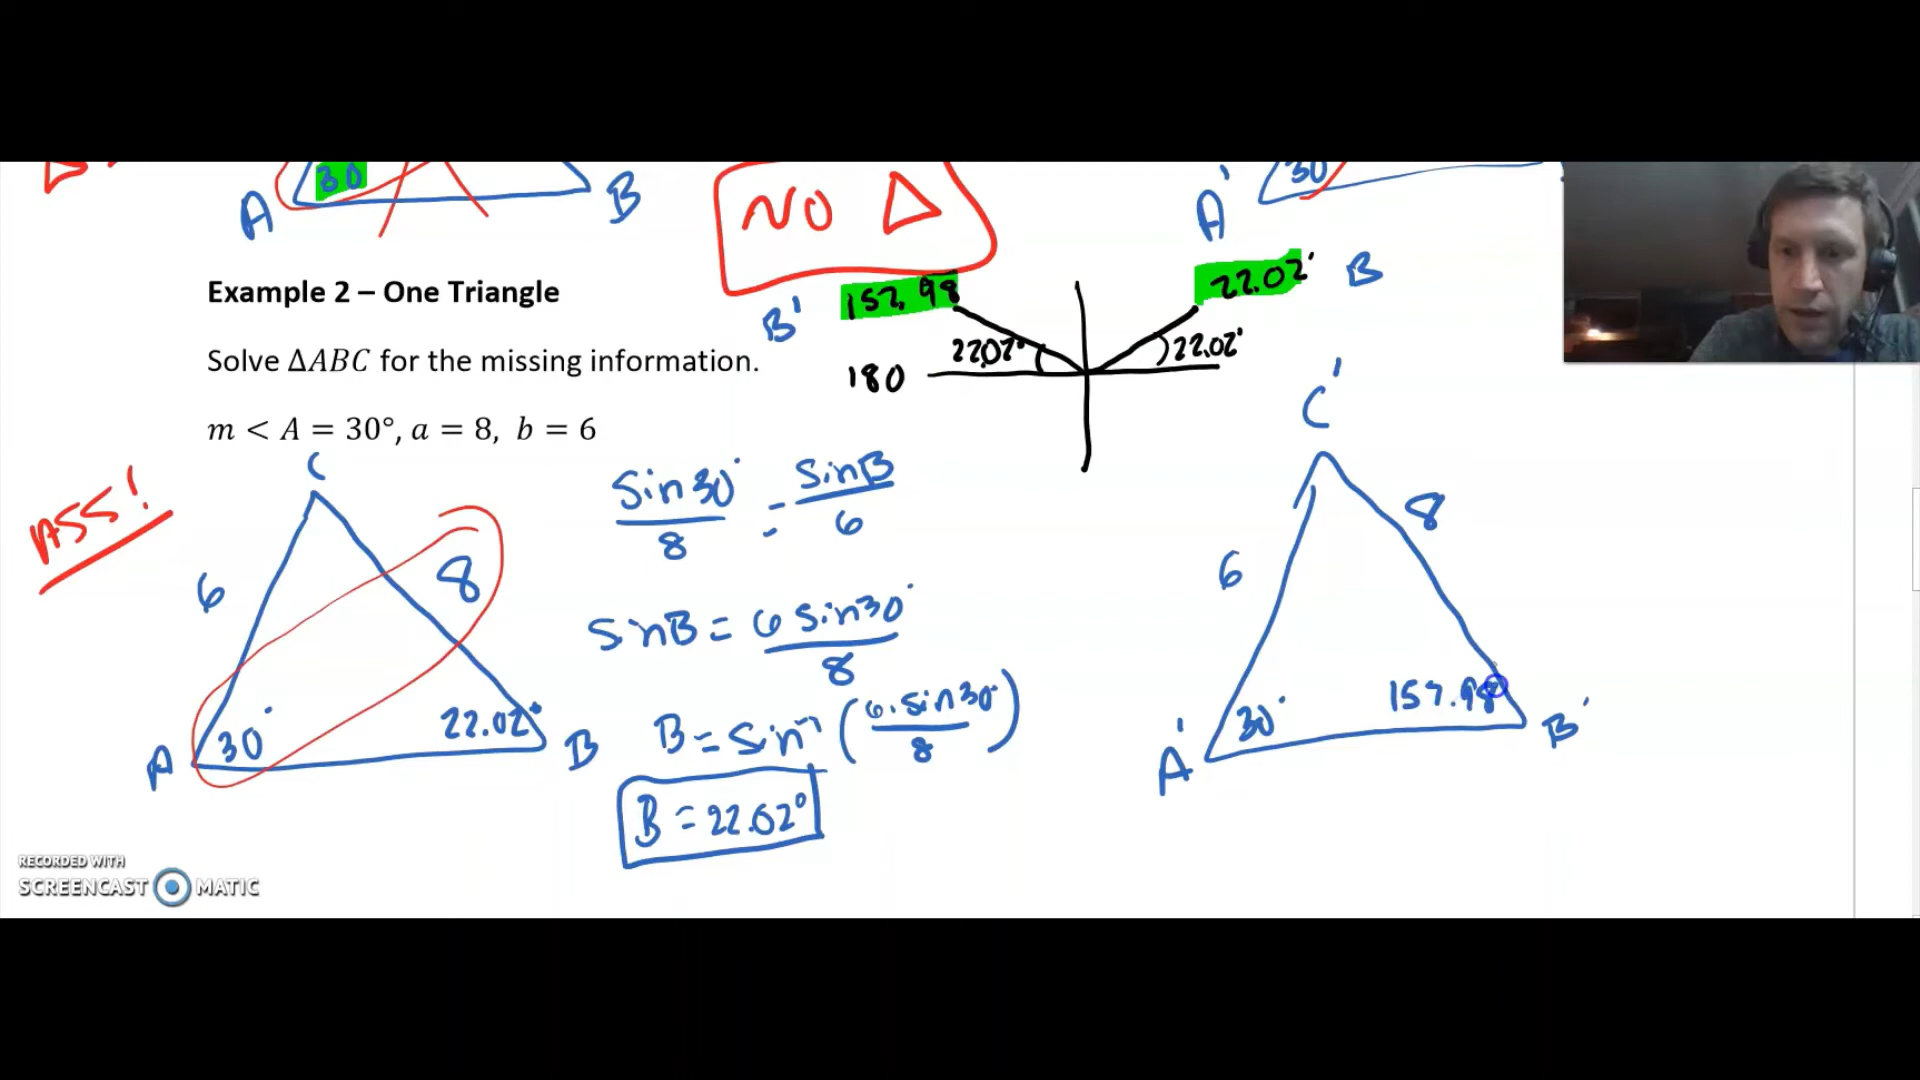 30
A
B
NO Δ
30
A'
Example 2 – One Triangle
B' 157.98
22.02° B
22.02°
22.02°
180
Solve ΔABC for the missing information.
m < A = 30°, a = 8, b = 6
ASS!
C
6
8
30°
22.02°
A
B
sin30°/8 = sinB/6
sinB = 6 sin30°/8
B = sin⁻¹(6·sin30°/8)
B = 22.02°
C'
6
8
30°
157.98
A'
B'
RECORDED WITH
SCREENCAST MATIC